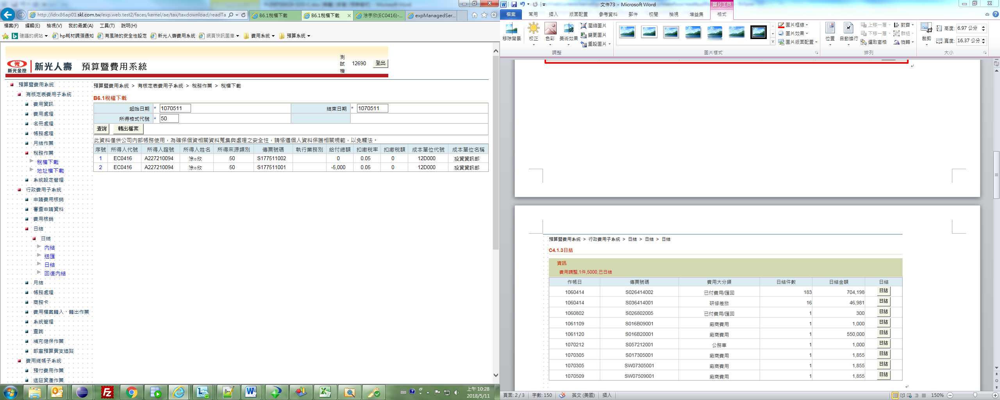 http://idrx86ap01.skl.com.tw/exp.web.test2/faces/kernel/ae/tax/taxdownload/readTa
B6.1稅檔下載
B6.1稅檔下載
涂宇欣(EC0416)-...
expManagedSer...
檔案(F) 編輯(E) 檢視(V) 我的最愛(A) 工具(T) 說明(H)
建議的網站 hp耗材調漲通知 有風險的安全性設定 新光人壽費用系統 網頁快訊圖庫 費用系統 預算系統
新光金控 新光人壽 預算暨費用系統
測試機 12690 登出
預算暨費用系統
有核定表費用子系統
費用資訊
費用處理
名冊處理
帳務處理
月結作業
稅務作業
稅檔下載
地址檔下載
系統設定管理
行政費用子系統
申請費用核銷
審查申請資料
費用核銷
日結
日結
內結
送匯
日結
回復內結
月結
帳務處理
商務卡
費用檔案轉入、轉出作業
系統管理
查詢
補充健保作業
部室預算實支追蹤
費用總帳子系統
預付費用作業
遞延資產作業
預算暨費用系統 > 有核定表費用子系統 > 稅務作業 > 稅檔下載
B6.1稅檔下載
起始日期 * 1070511 結束日期 * 1070511
所得格式代號 * 50
查詢 轉出檔案
此資料僅供公司內部帳務使用，為確保個資相關資料蒐集與處理之安全性，請恪遵個人資料保護相關規範，以免觸法。
序號 所得人代號 所得人證號 所得人姓名 所得來源類別 傳票號碼 執行業務別 給付總額 扣繳稅率 扣繳稅額 成本單位代號 成本單位名稱
1 EC0416 A227210094 涂○欣 50 S177511002 0 0.05 0 12D000 投資資訊部
2 EC0416 A227210094 涂○欣 50 S177511001 -5,000 0.05 0 12D000 投資資訊部
上午 10:28
2018/5/11
文件73 - Microsoft Word
圖片工具
檔案 常用 插入 版面配置 參考資料 郵件 校閱 檢視 增益集 格式
移除背景 校正 色彩 美術效果
壓縮圖片
變更圖片
重設圖片
調整
圖片樣式
圖片框線
圖片效果
圖片版面配置
位置 自動換行
上移一層
下移一層
選取窗格
對齊
群組
旋轉
排列
裁剪
高度: 6.97 公分
寬度: 16.37 公分
大小
預算暨費用系統 > 行政費用子系統 > 日結 > 日結 > 日結
C4.1.3日結
資訊
費用調整,1件,5000,已日結
作帳日 傳票號碼 費用大分類 日結件數 日結金額 日結
1060414 S026414002 已付費用/匯回 183 704,198 日結
1060414 S036414001 研修差旅 16 46,981 日結
1060802 S026802005 已付費用/匯回 1 300 日結
1061109 S016B09001 廠商費用 1 1,000 日結
1061120 S016B20001 廠商費用 1 550,000 日結
1070212 S057212001 公務車 1 1,000 日結
1070305 S017305001 廠商費用 1 1,855 日結
1070305 SW07305001 廠商費用 1 1,855 日結
1070509 SW07509001 廠商費用 1 1,855 日結
頁面: 2 / 3 字數: 150 英文 (美國) 插入 150%